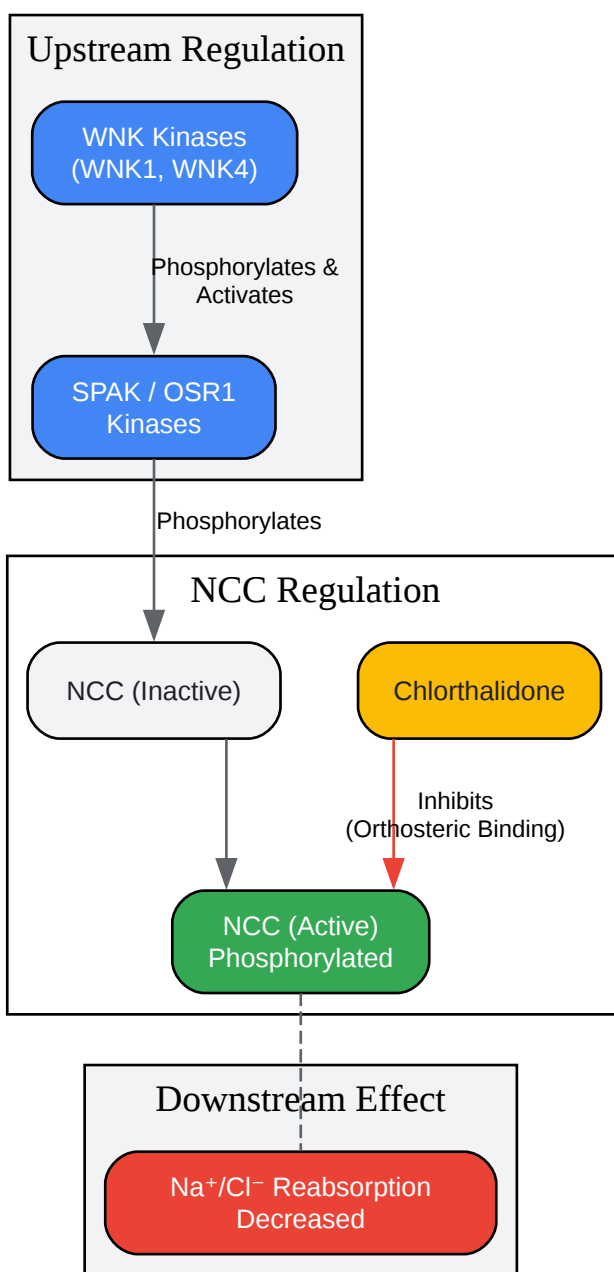 Upstream Regulation
WNK Kinases
(WNK1, WNK4)
Phosphorylates &
Activates
SPAK / OSR1
Kinases
Phosphorylates
NCC Regulation
NCC (Inactive)
Chlorthalidone
Inhibits
(Orthosteric Binding)
NCC (Active)
Phosphorylated
Downstream Effect
Na⁺/Cl⁻ Reabsorption
Decreased